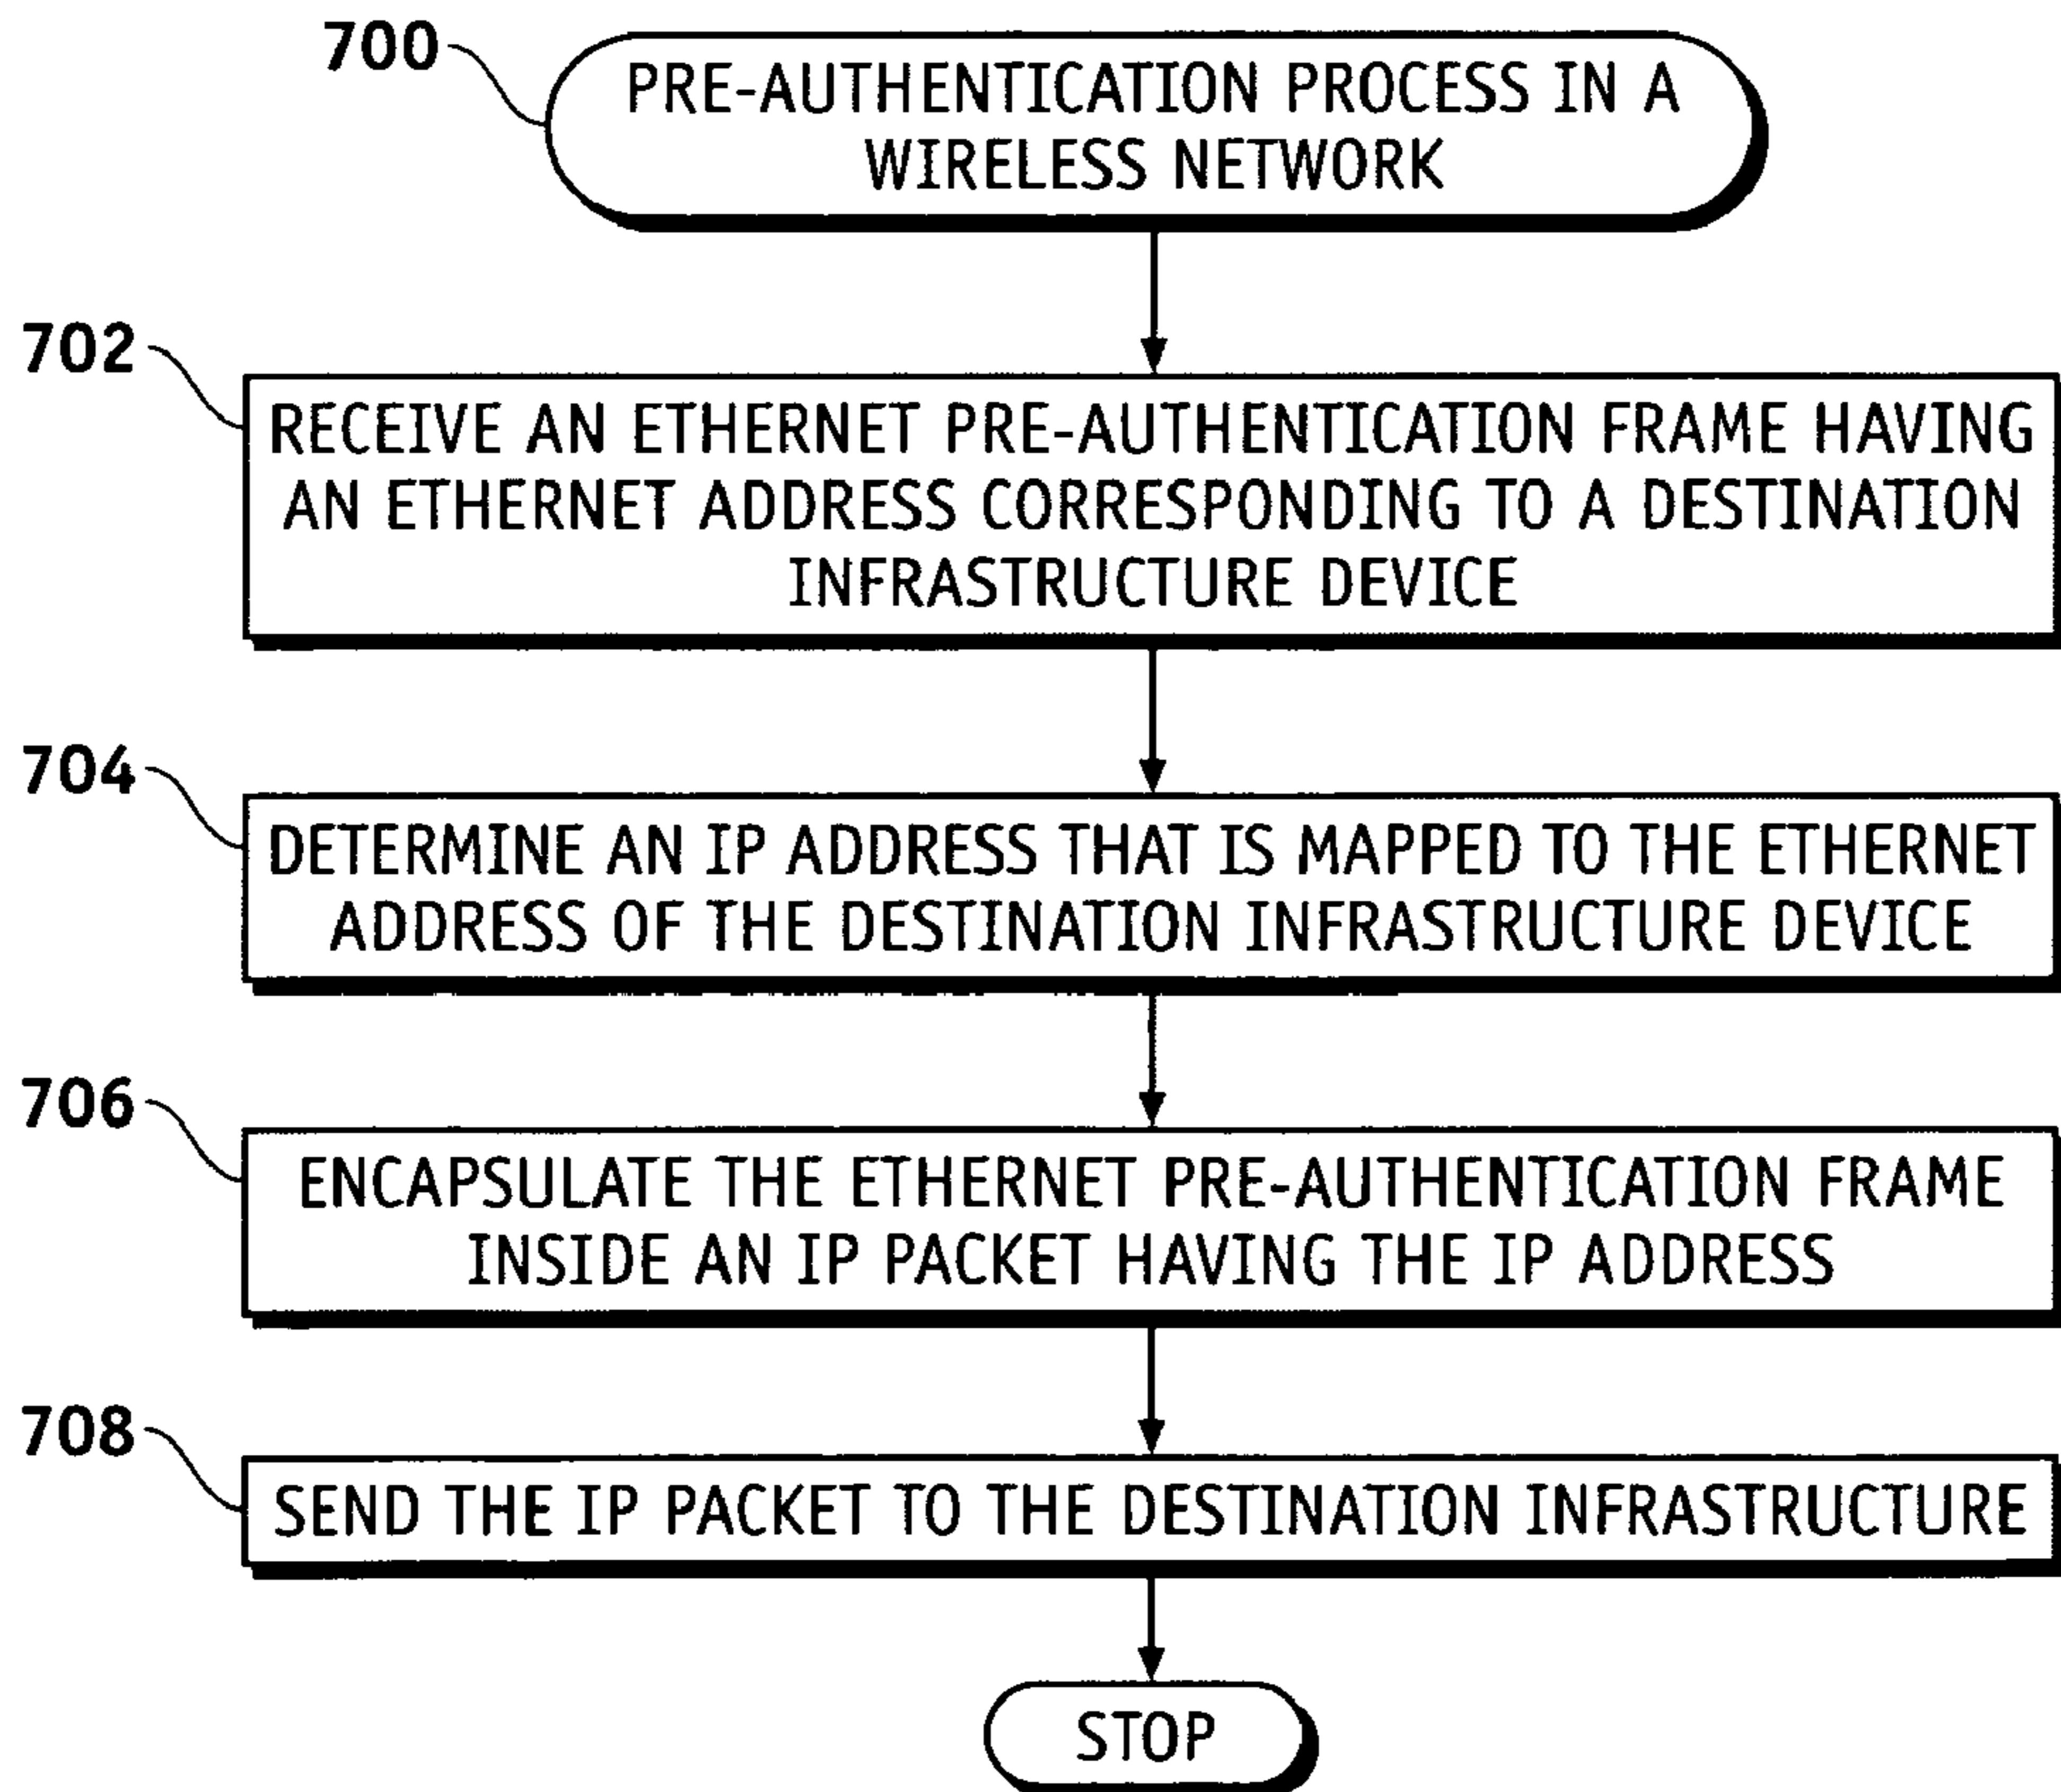 700
PRE-AUTHENTICATION PROCESS IN A
WIRELESS NETWORK
702
RECEIVE AN ETHERNET PRE-AUTHENTICATION FRAME HAVING
AN ETHERNET ADDRESS CORRESPONDING TO A DESTINATION
INFRASTRUCTURE DEVICE
704
DETERMINE AN IP ADDRESS THAT IS MAPPED TO THE ETHERNET
ADDRESS OF THE DESTINATION INFRASTRUCTURE DEVICE
706
ENCAPSULATE THE ETHERNET PRE-AUTHENTICATION FRAME
INSIDE AN IP PACKET HAVING THE IP ADDRESS
708
SEND THE IP PACKET TO THE DESTINATION INFRASTRUCTURE
STOP